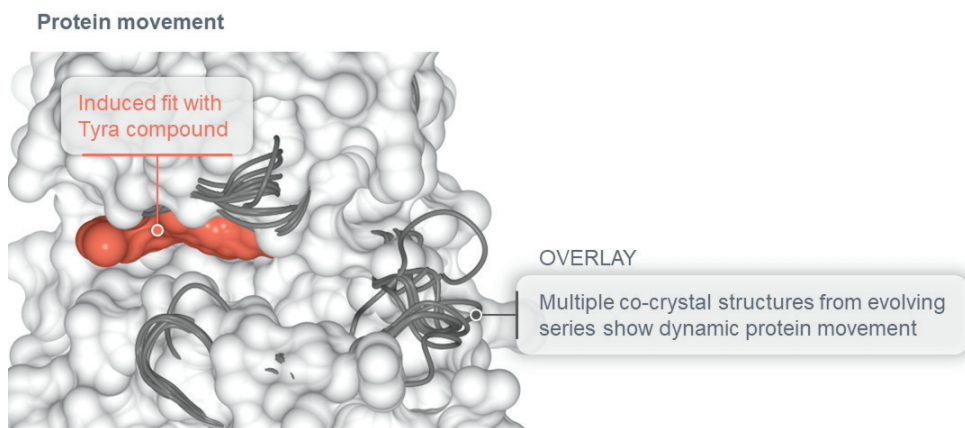 Protein movement
Induced fit with
Tyra compound
OVERLAY
Multiple co-crystal structures from evolving
series show dynamic protein movement